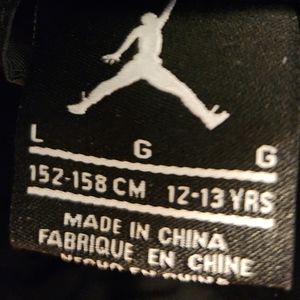 L G G
152-158 CM 12-13 YRS
MADE IN CHINA
FABRIQUE EN CHINE